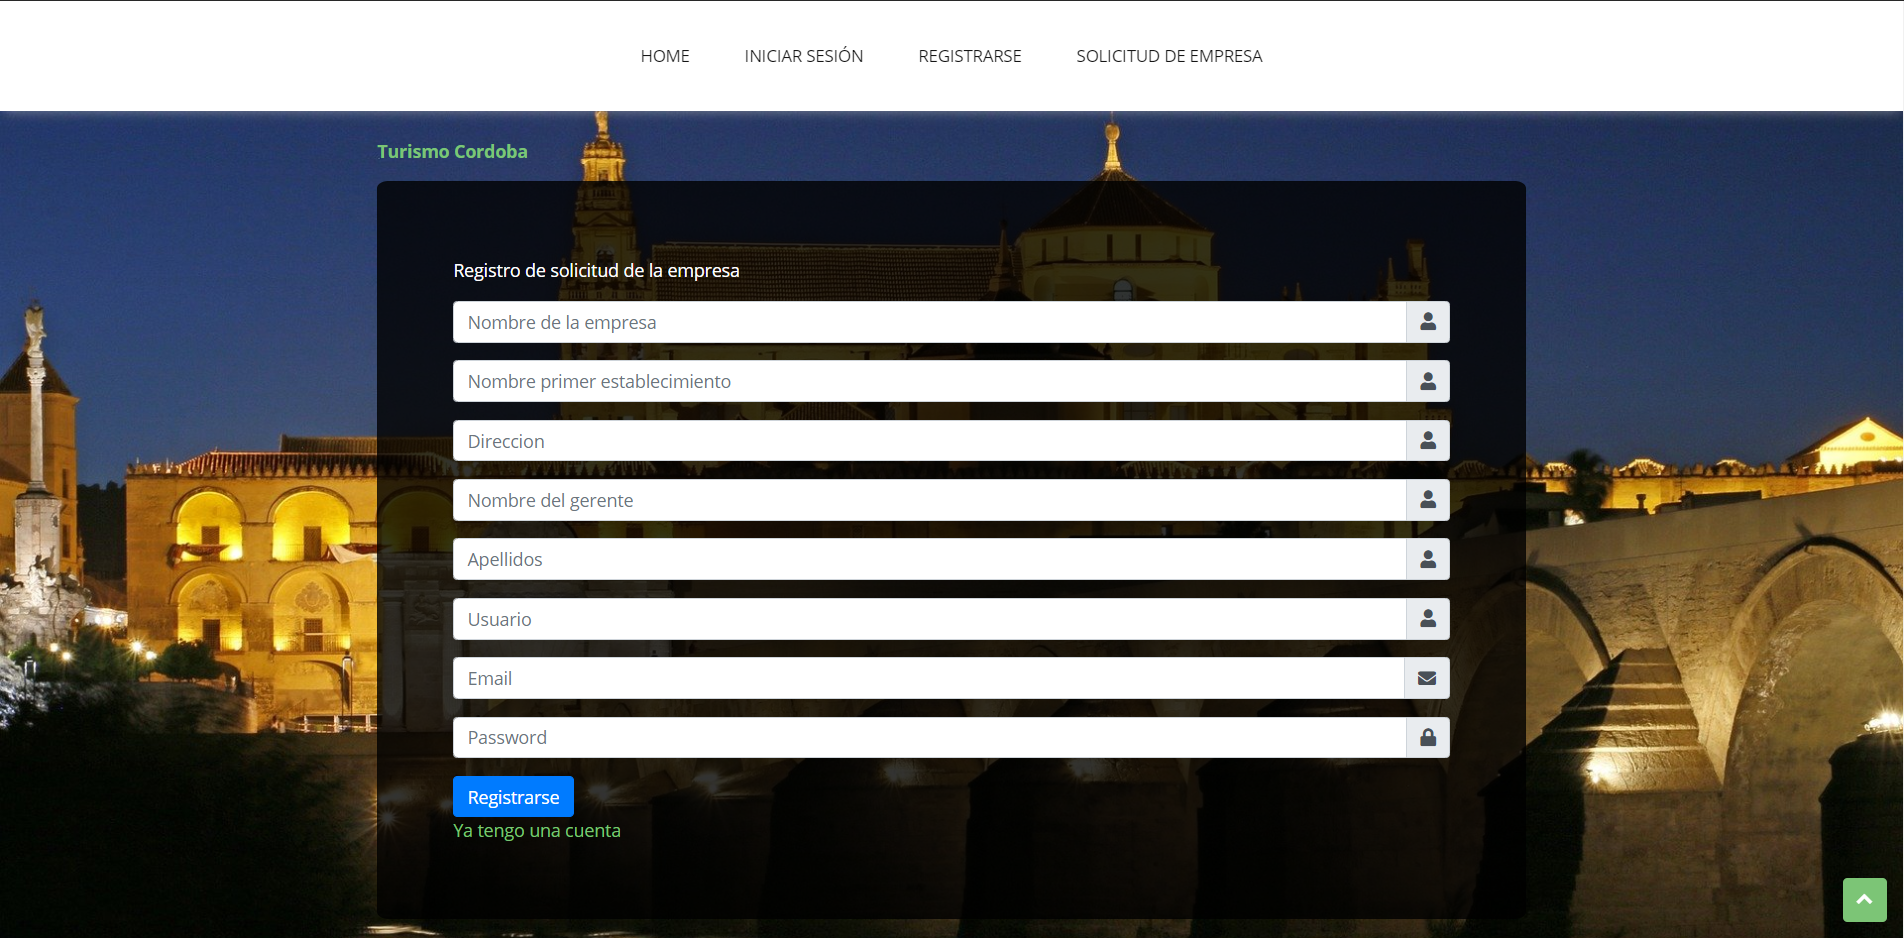 HOME INICIAR SESIÓN REGISTRARSE SOLICITUD DE EMPRESA
Turismo Cordoba
Registro de solicitud de la empresa
Nombre de la empresa
Nombre primer establecimiento
Direccion
Nombre del gerente
Apellidos
Usuario
Email
Password
Registrarse
Ya tengo una cuenta